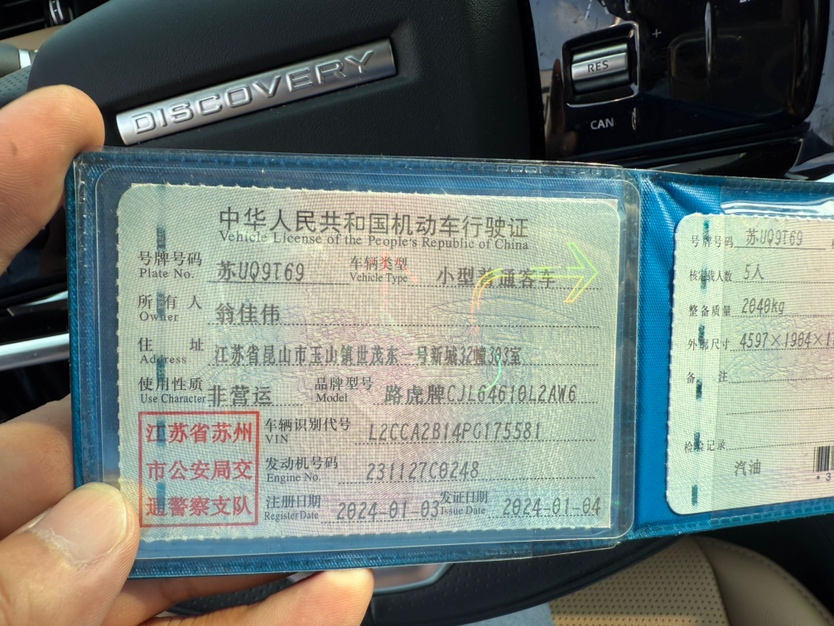 DISCOVERY
RES
CAN
中华人民共和国机动车行驶证
Vehicle License of the People's Republic of China
号牌号码 苏UQ9T69 车辆类型 小型普通客车
Plate No. Vehicle Type
所有人 翁佳伟
Owner
住址 江苏省昆山市玉山镇世茂东一号新城32幢303室
Address
使用性质 非营运 品牌型号 路虎牌CJL64610L2AW6
Use Character Model
江苏省苏州
市公安局交
通警察支队
车辆识别代号 L2CCA2B14PG175581
VIN
发动机号码 231127C0248
Engine No.
注册日期 2024-01-03 发证日期 2024-01-04
Register Date Issue Date
号牌号码 苏UQ9T69
核定载人数 5人
整备质量 2040kg
外廓尺寸 4597×1904×1
备注
检验记录
汽油